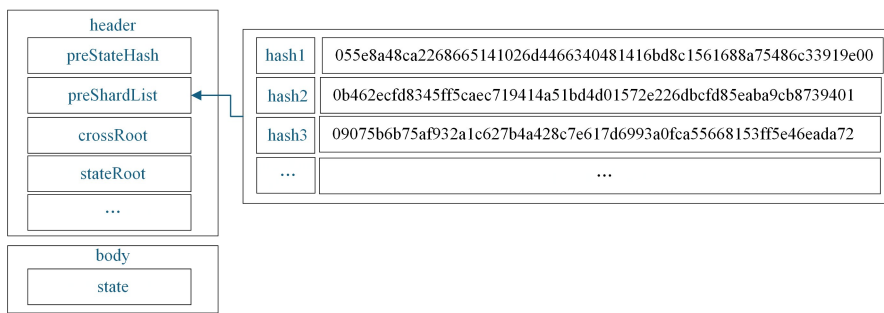 header
preStateHash
preShardList
crossRoot
stateRoot
...
body
state
hash1 055e8a48ca2268665141026d4466340481416bd8c1561688a75486c33919e00
hash2 0b462ecfd8345ff5caec719414a51bd4d01572e226dbcfd85eaba9cb8739401
hash3 09075b6b75af932a1c627b4a428c7e617d6993a0fca55668153ff5e46eada72
... ...